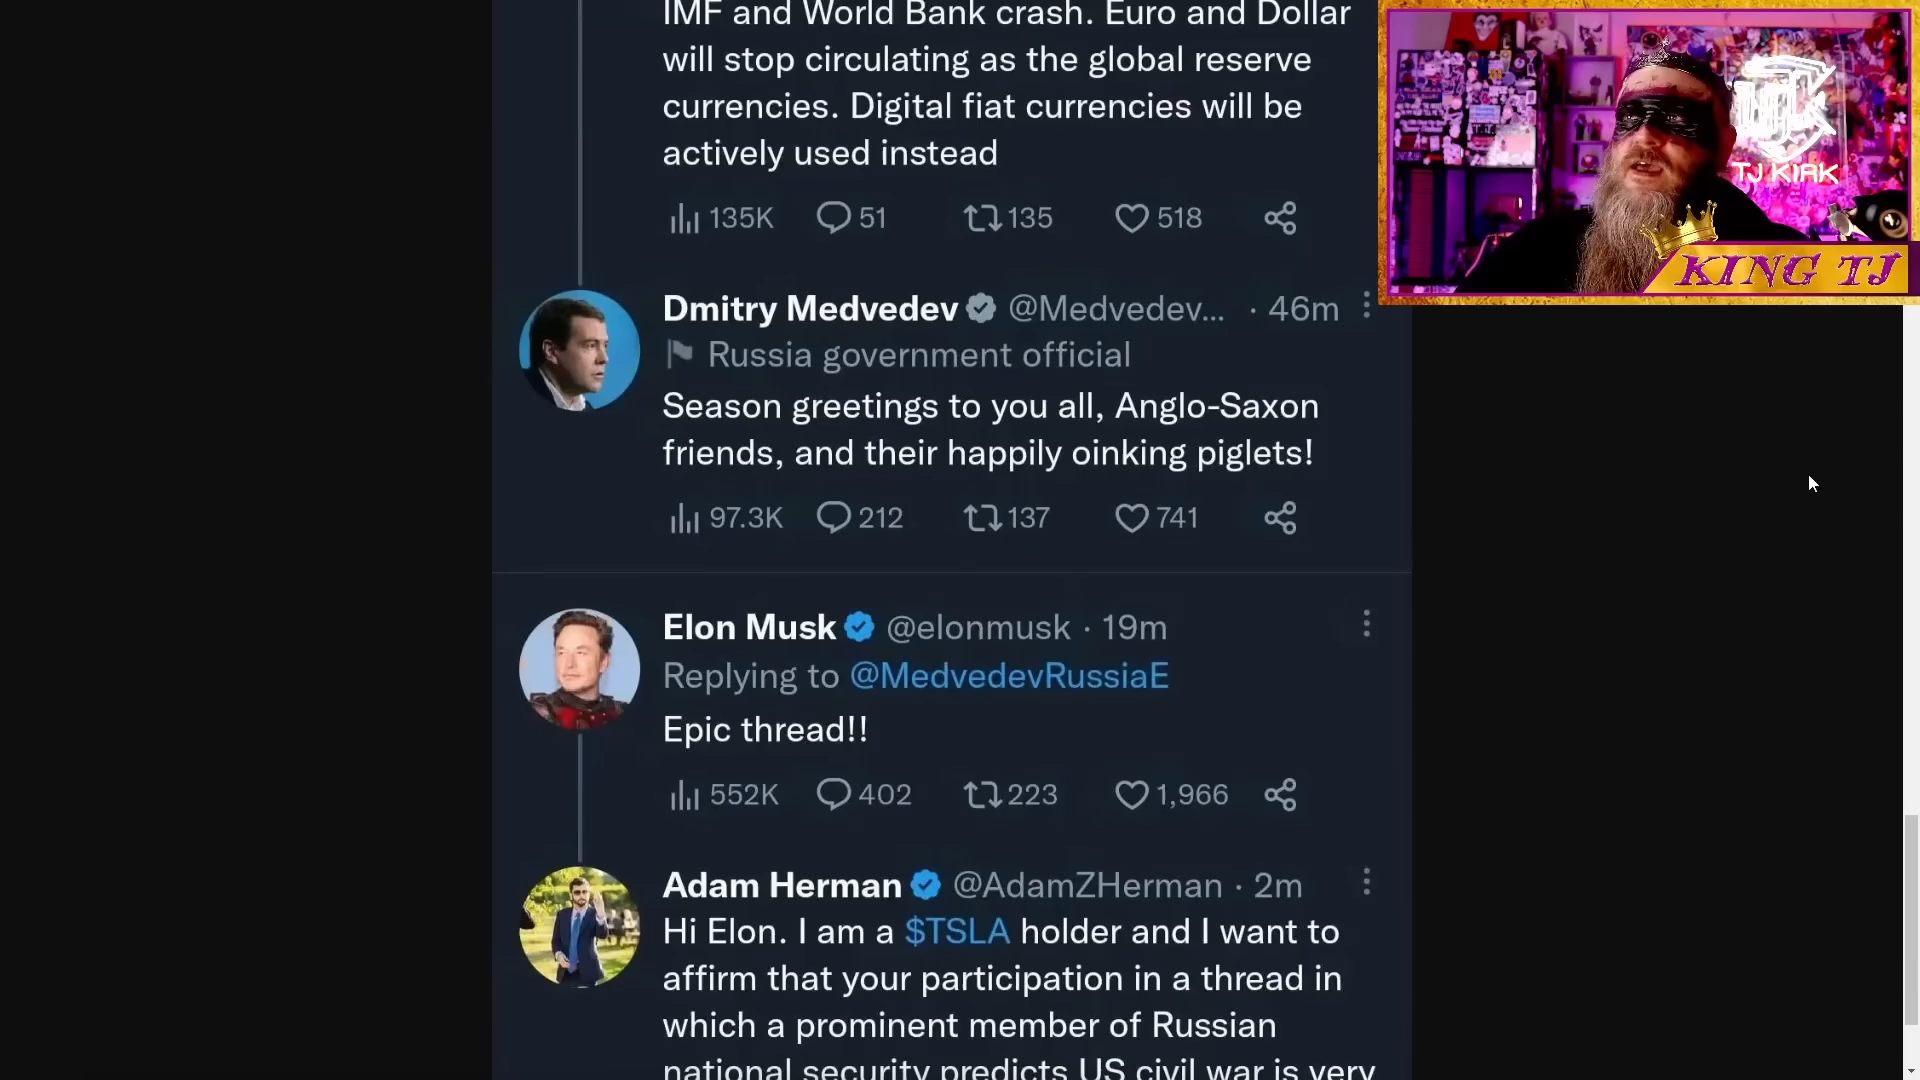 IMF and World Bank crash. Euro and Dollar
will stop circulating as the global reserve
currencies. Digital fiat currencies will be
actively used instead
135K 51 135 518
Dmitry Medvedev @Medvedev... · 46m
Russia government official
Season greetings to you all, Anglo-Saxon
friends, and their happily oinking piglets!
97.3K 212 137 741
Elon Musk @elonmusk · 19m
Replying to @MedvedevRussiaE
Epic thread!!
552K 402 223 1,966
Adam Herman @AdamZHerman · 2m
Hi Elon. I am a $TSLA holder and I want to
affirm that your participation in a thread in
which a prominent member of Russian
national security predicts US civil war is very
TJ KIRK
KING TJ